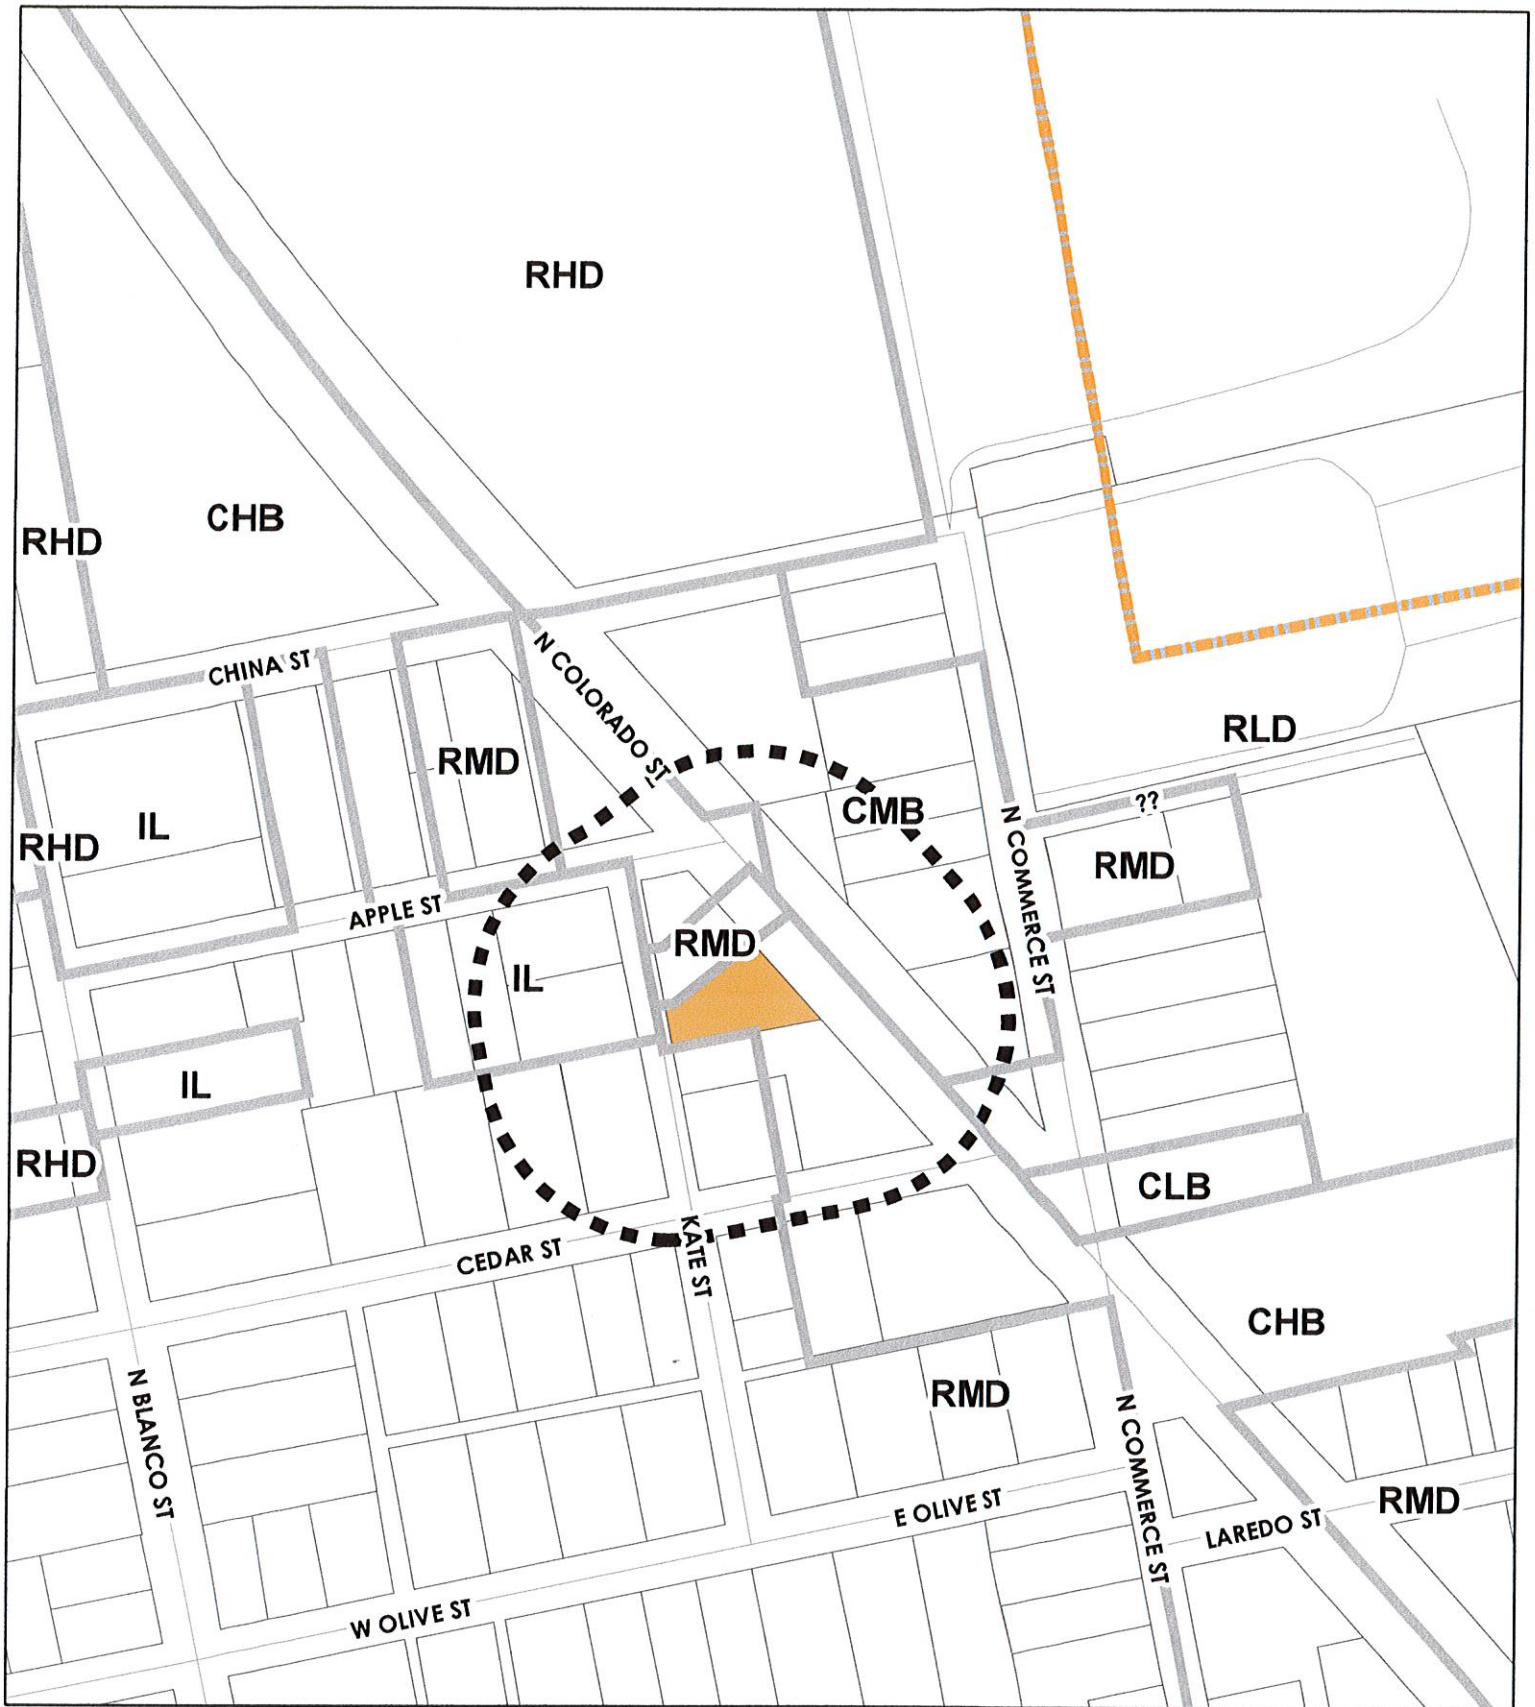 RHD
CHB
RHD
CHINA ST
N COLORADO ST
RLD
RMD
CMB
??
IL
RHD
N COMMERCE ST
RMD
APPLE ST
RMD
IL
IL
RHD
CLB
KATE ST
CEDAR ST
CHB
N BLANCO ST
RMD
N COMMERCE ST
E OLIVE ST
RMD
LAREDO ST
W OLIVE ST